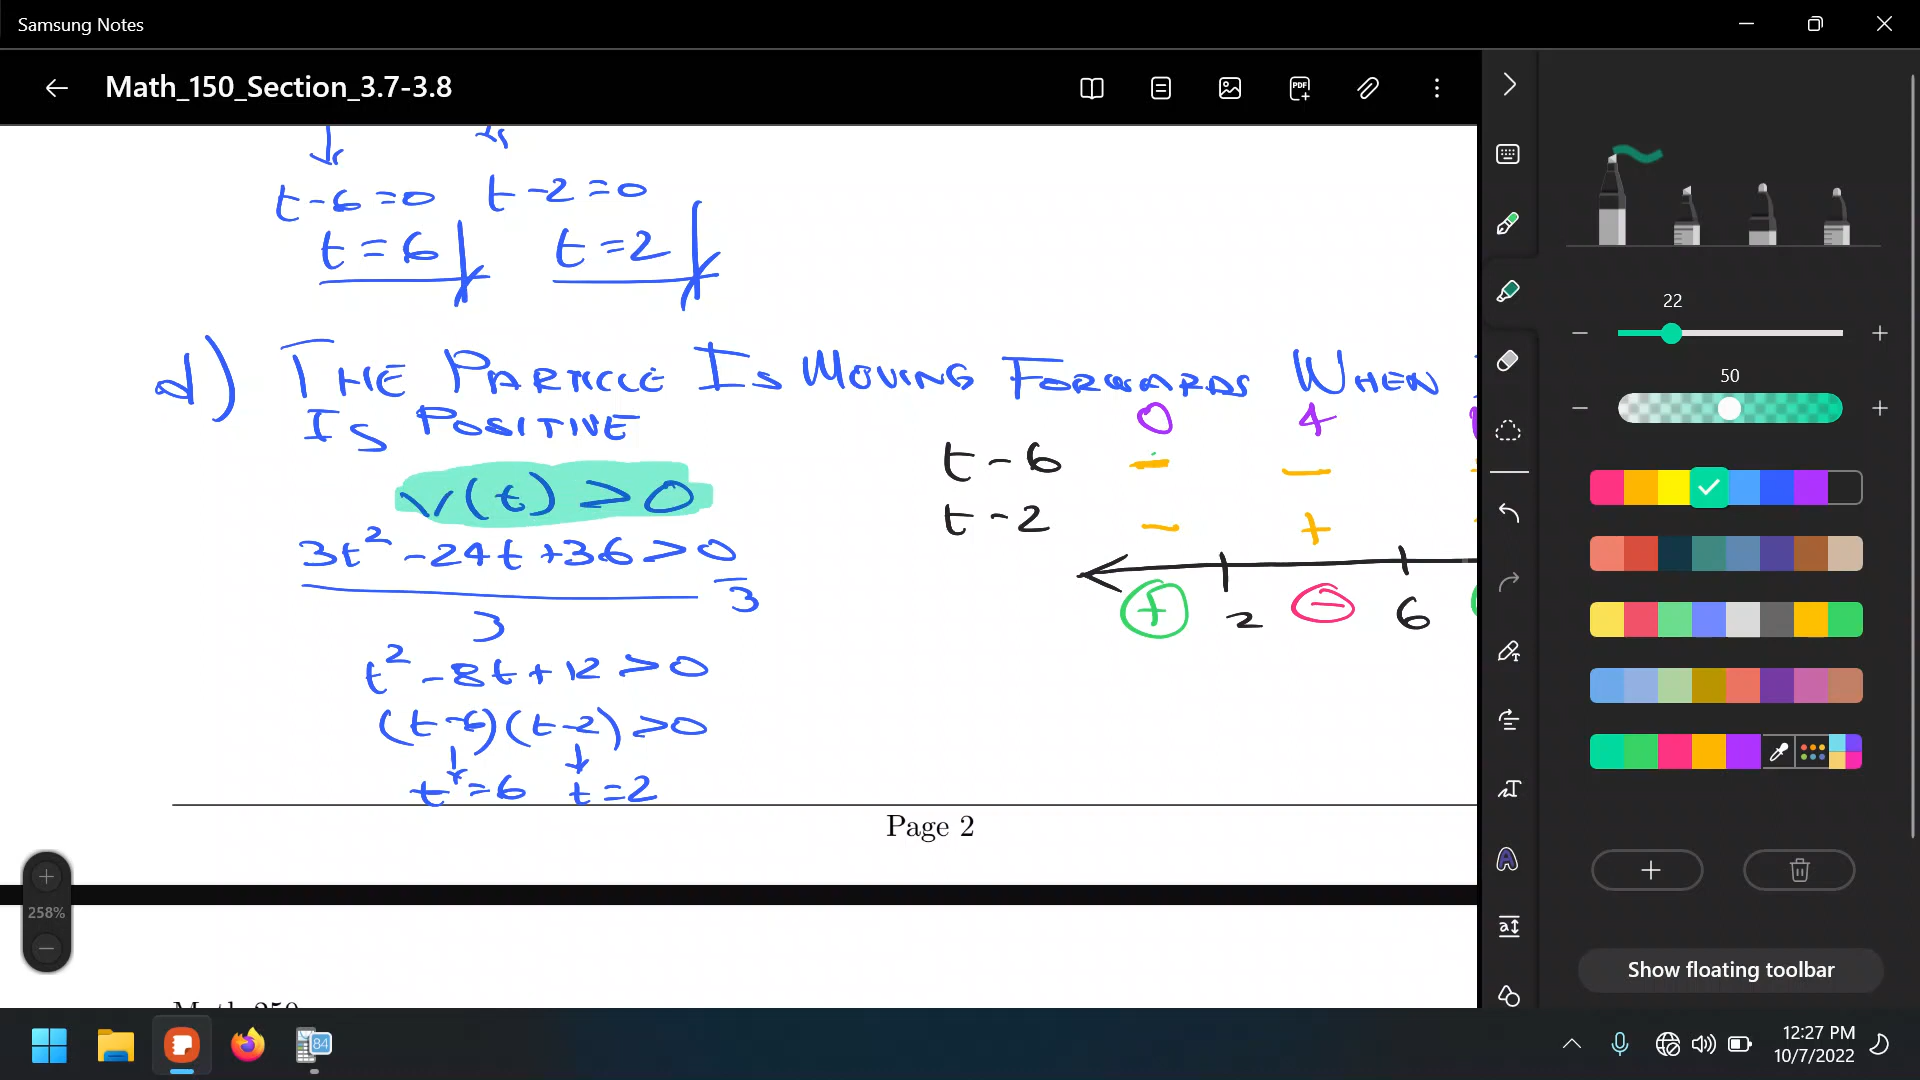 Samsung Notes
Math_150_Section_3.7-3.8
t-6=0 t-2=0
t=6 t=2
d) THE PARTICLE IS MOVING FORWARDS WHEN
IS POSITIVE
v(t)>0
3t²-24t+36>0
3 3
t²-8t+12>0
(t-6)(t-2)>0
t=6 t=2
0 4
t-6 - -
t-2 - +
+ 2 - 6
Page 2
258%
22
50
Show floating toolbar
84
12:27 PM
10/7/2022